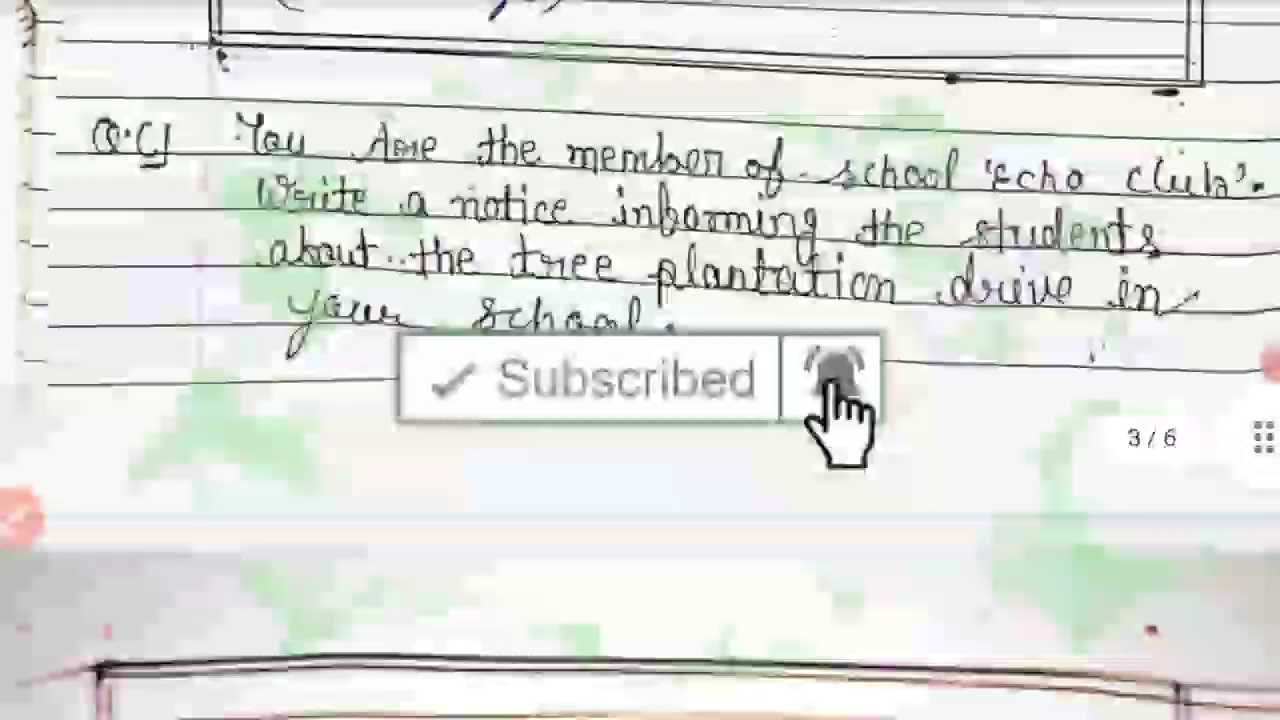 Q.C] You Are the member of school 'Echo Club'.
Write a notice informing the students
about the tree plantation drive in
your school.
Subscribed
3 / 6